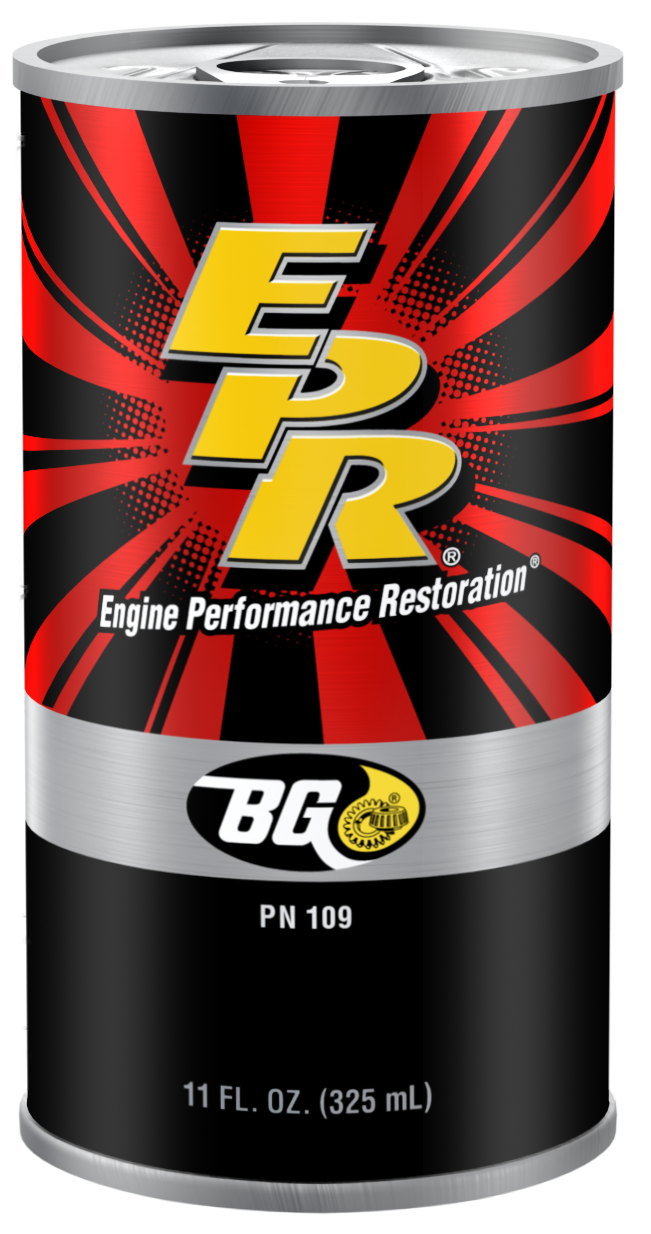 EPR®
Engine Performance Restoration®
BG®
PN 109
11 FL. OZ. (325 mL)